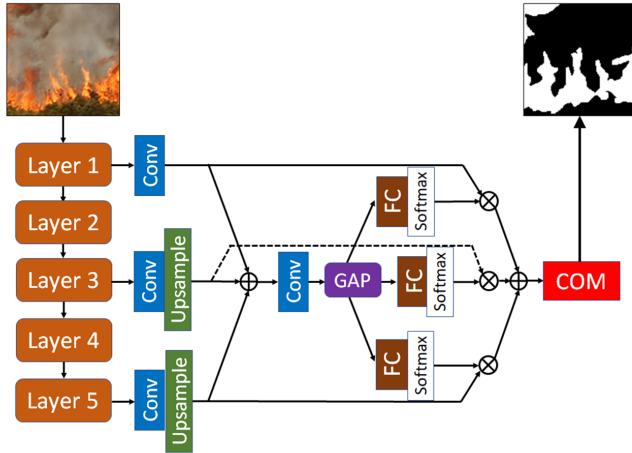 Layer 1
Layer 2
Layer 3
Layer 4
Layer 5
Conv
Conv
Upsample
Conv
Upsample
Conv
GAP
FC
Softmax
FC
Softmax
FC
Softmax
COM